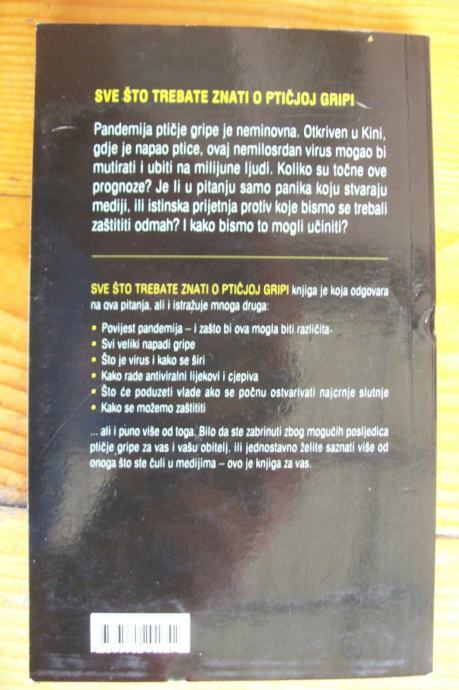 SVE ŠTO TREBATE ZNATI O PTIČJOJ GRIPI
Pandemija ptičje gripe je neminovna. Otkriven u Kini,
gdje je napao ptice, ovaj nemilosrdan virus mogao bi
mutirati i ubiti na milijune ljudi. Koliko su točne ove
prognoze? Je li u pitanju samo panika koju stvaraju
mediji, ili istinska prijetnja protiv koje bismo se trebali
zaštititi odmah? I kako bismo to mogli učiniti?
SVE ŠTO TREBATE ZNATI O PTIČJOJ GRIPI knjiga je koja odgovara
na ova pitanja, ali i istražuje mnoga druga:
• Povijest pandemija – i zašto bi ova mogla biti različita
• Svi veliki napadi gripe
• Što je virus i kako se širi
• Kako rade antiviralni lijekovi i cjepiva
• Što će poduzeti vlade ako se počnu ostvarivati najcrnje slutnje
• Kako se možemo zaštititi
... ali i puno više od toga. Bilo da ste zabrinuti zbog mogućih posljedica
ptičje gripe za vas i vašu obitelj, ili jednostavno želite saznati više od
onoga što ste čuli u medijima – ovo je knjiga za vas.